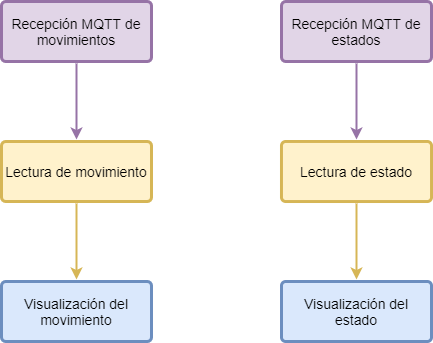 Recepción MQTT de
movimientos
Recepción MQTT de
estados
Lectura de movimiento
Lectura de estado
Visualización del
movimiento
Visualización del
estado